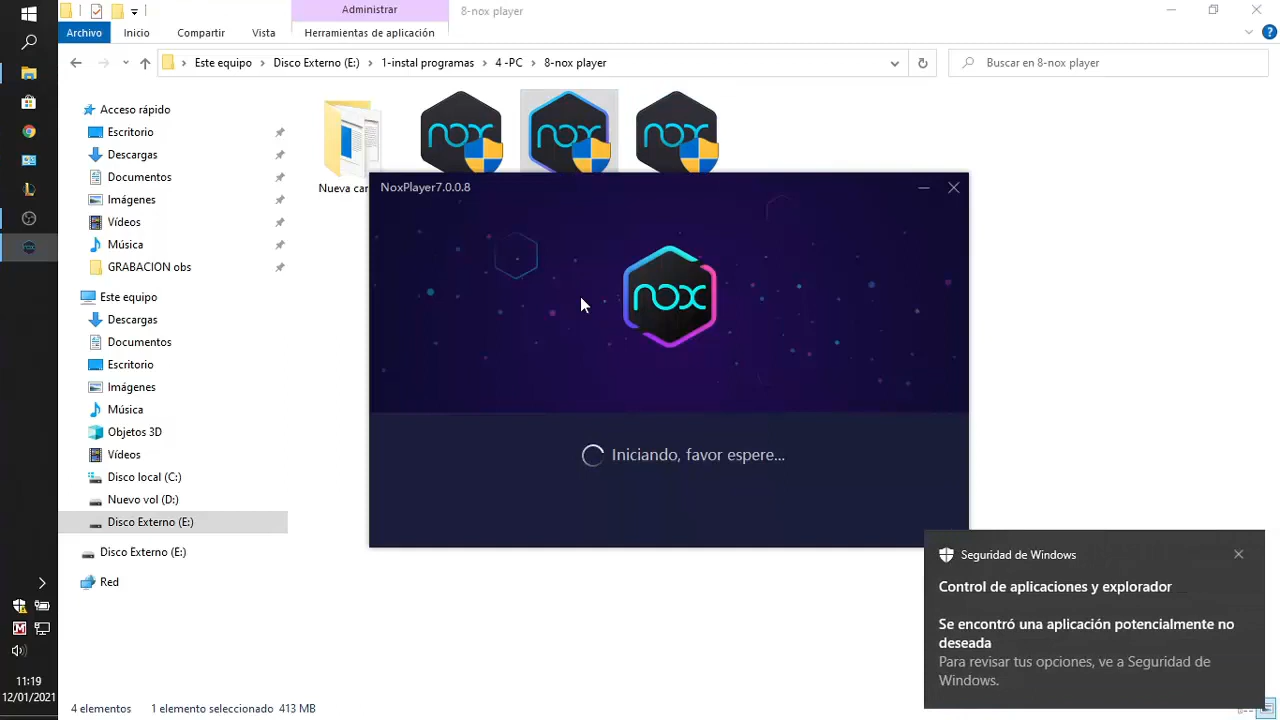 Administrar
8-nox player
Archivo
Inicio
Compartir
Vista
Herramientas de aplicación
Este equipo
Disco Externo (E:)
1-instal programas
4 -PC
8-nox player
Buscar en 8-nox player
Acceso rápido
Escritorio
Descargas
Documentos
Imágenes
Vídeos
Música
GRABACION obs
Este equipo
Descargas
Documentos
Escritorio
Imágenes
Música
Objetos 3D
Vídeos
Disco local (C:)
Nuevo vol (D:)
Disco Externo (E:)
Disco Externo (E:)
Red
nox
nox
nox
Nueva car
NoxPlayer7.0.0.8
nox
Iniciando, favor espere...
Seguridad de Windows
Control de aplicaciones y explorador
Se encontró una aplicación potencialmente no
deseada
Para revisar tus opciones, ve a Seguridad de
Windows.
11:19
12/01/2021
4 elementos
1 elemento seleccionado 413 MB